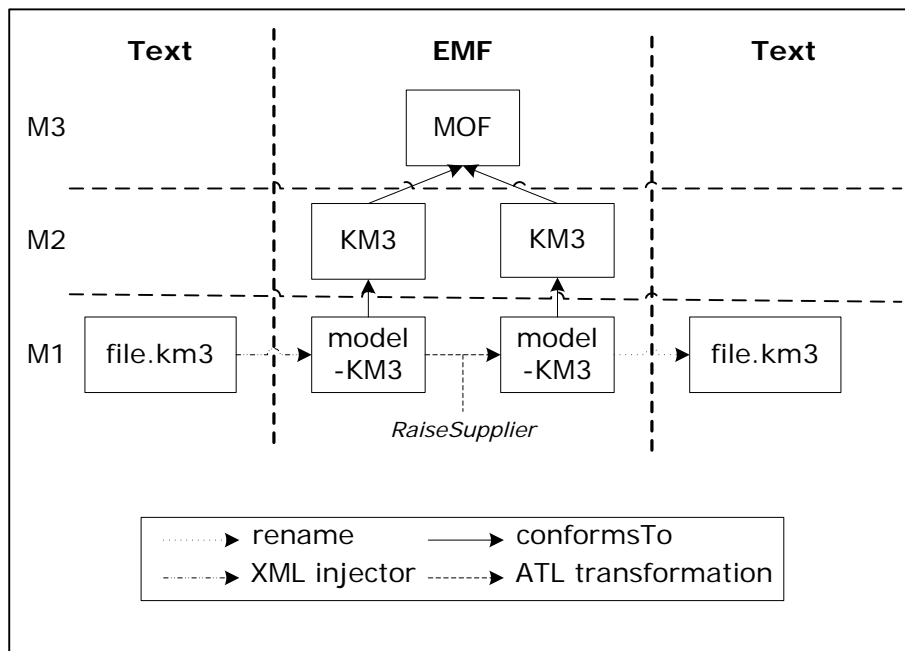 Text EMF Text
M3
MOF
M2
KM3 KM3
M1
file.km3
model
-KM3
model
-KM3
file.km3
RaiseSupplier
rename conformsTo
XML injector ATL transformation